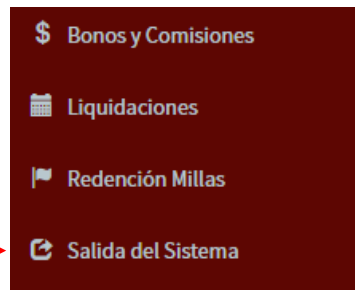 Bonos y Comisiones
Liquidaciones
Redención Millas
Salida del Sistema